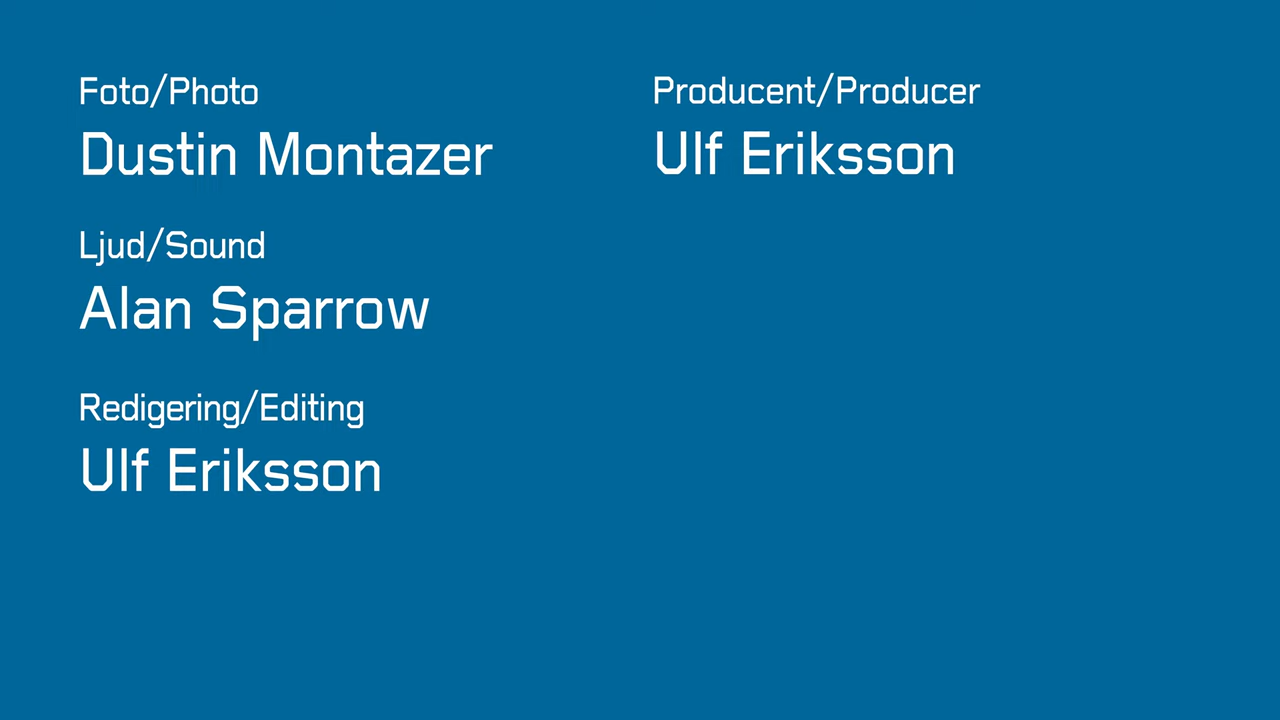 Foto/Photo
Dustin Montazer
Ljud/Sound
Alan Sparrow
Redigering/Editing
Ulf Eriksson
Producent/Producer
Ulf Eriksson